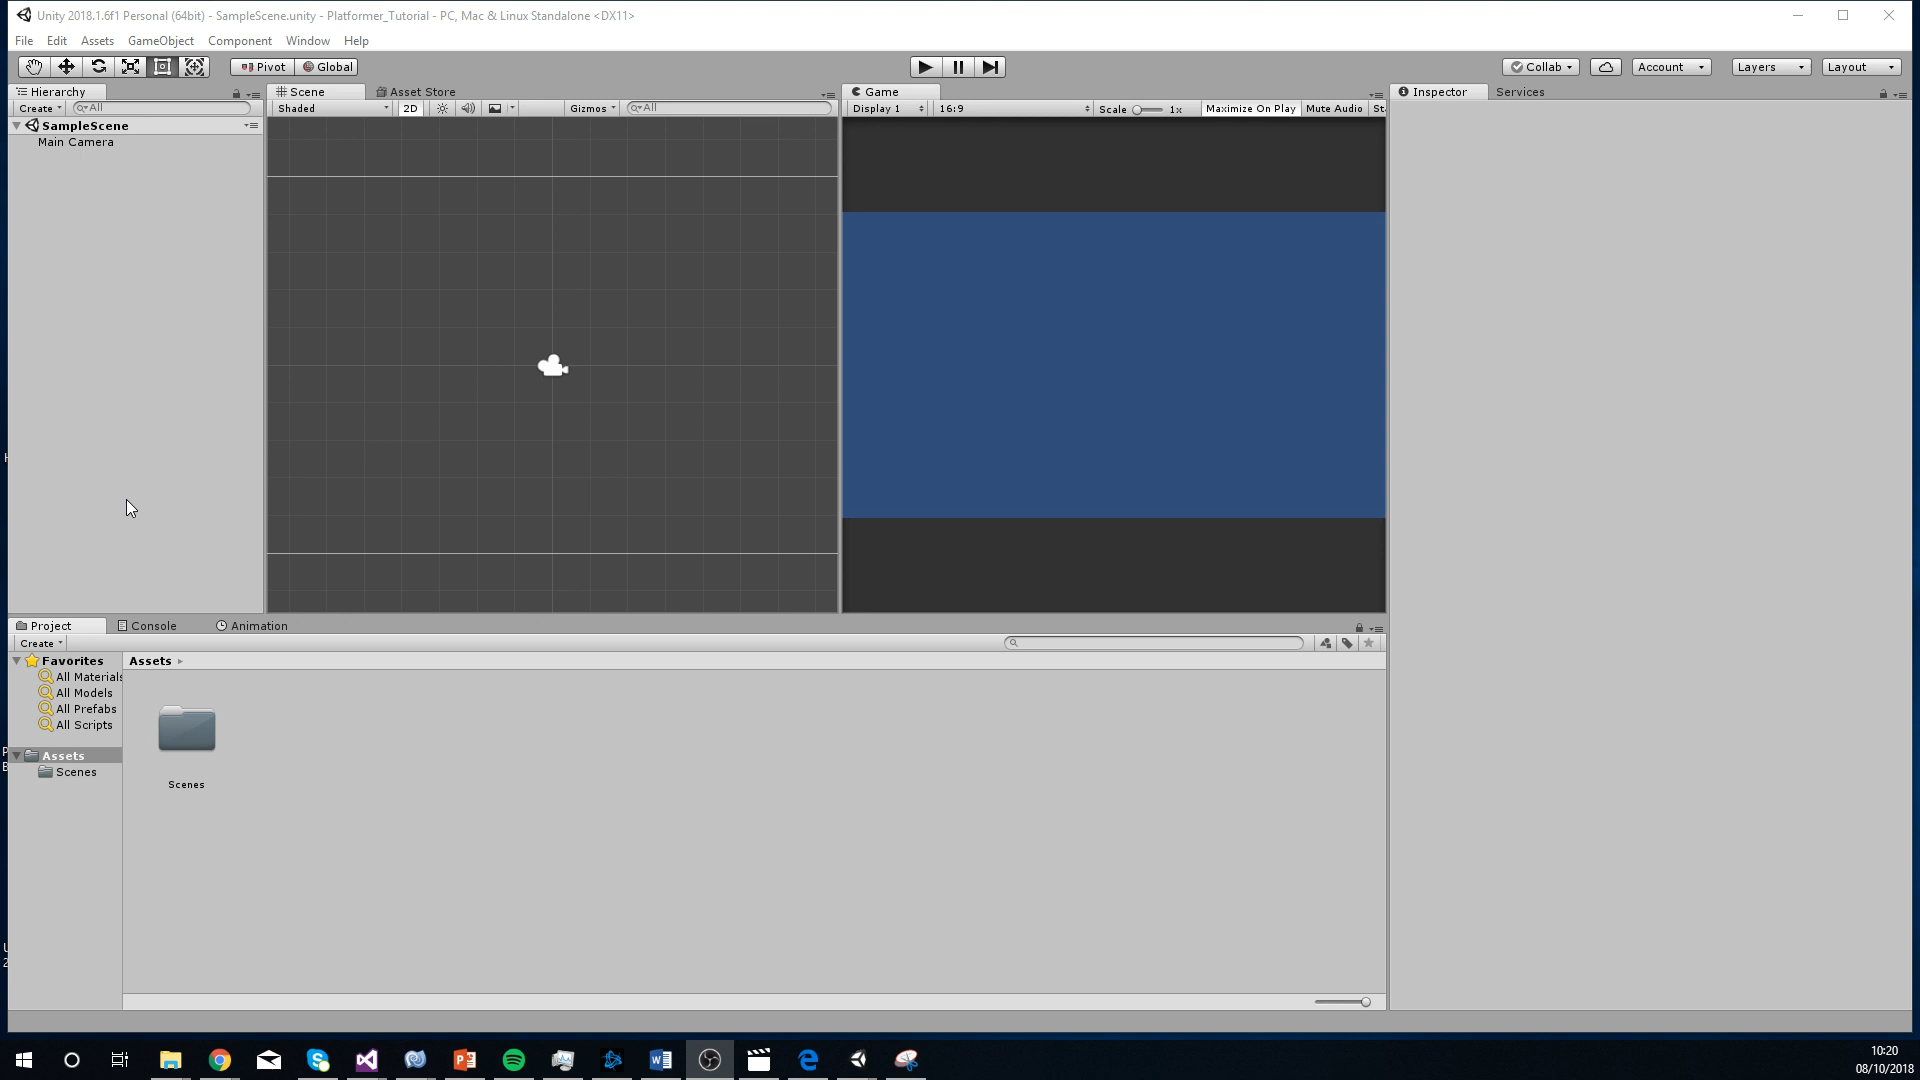 Unity 2018.1.6f1 Personal (64bit) - SampleScene.unity - Platformer_Tutorial - PC, Mac & Linux Standalone <DX11>
File Edit Assets GameObject Component Window Help
Pivot Global Collab Account Layers Layout
Hierarchy Scene Asset Store Game Inspector Services
Create All Shaded 2D Gizmos All Display 1 16:9 Scale 1x Maximize On Play Mute Audio St
SampleScene
Main Camera
Project Console Animation
Create
Favorites Assets
All Materials
All Models
All Prefabs
All Scripts
Assets
Scenes
Scenes
10:20
08/10/2018